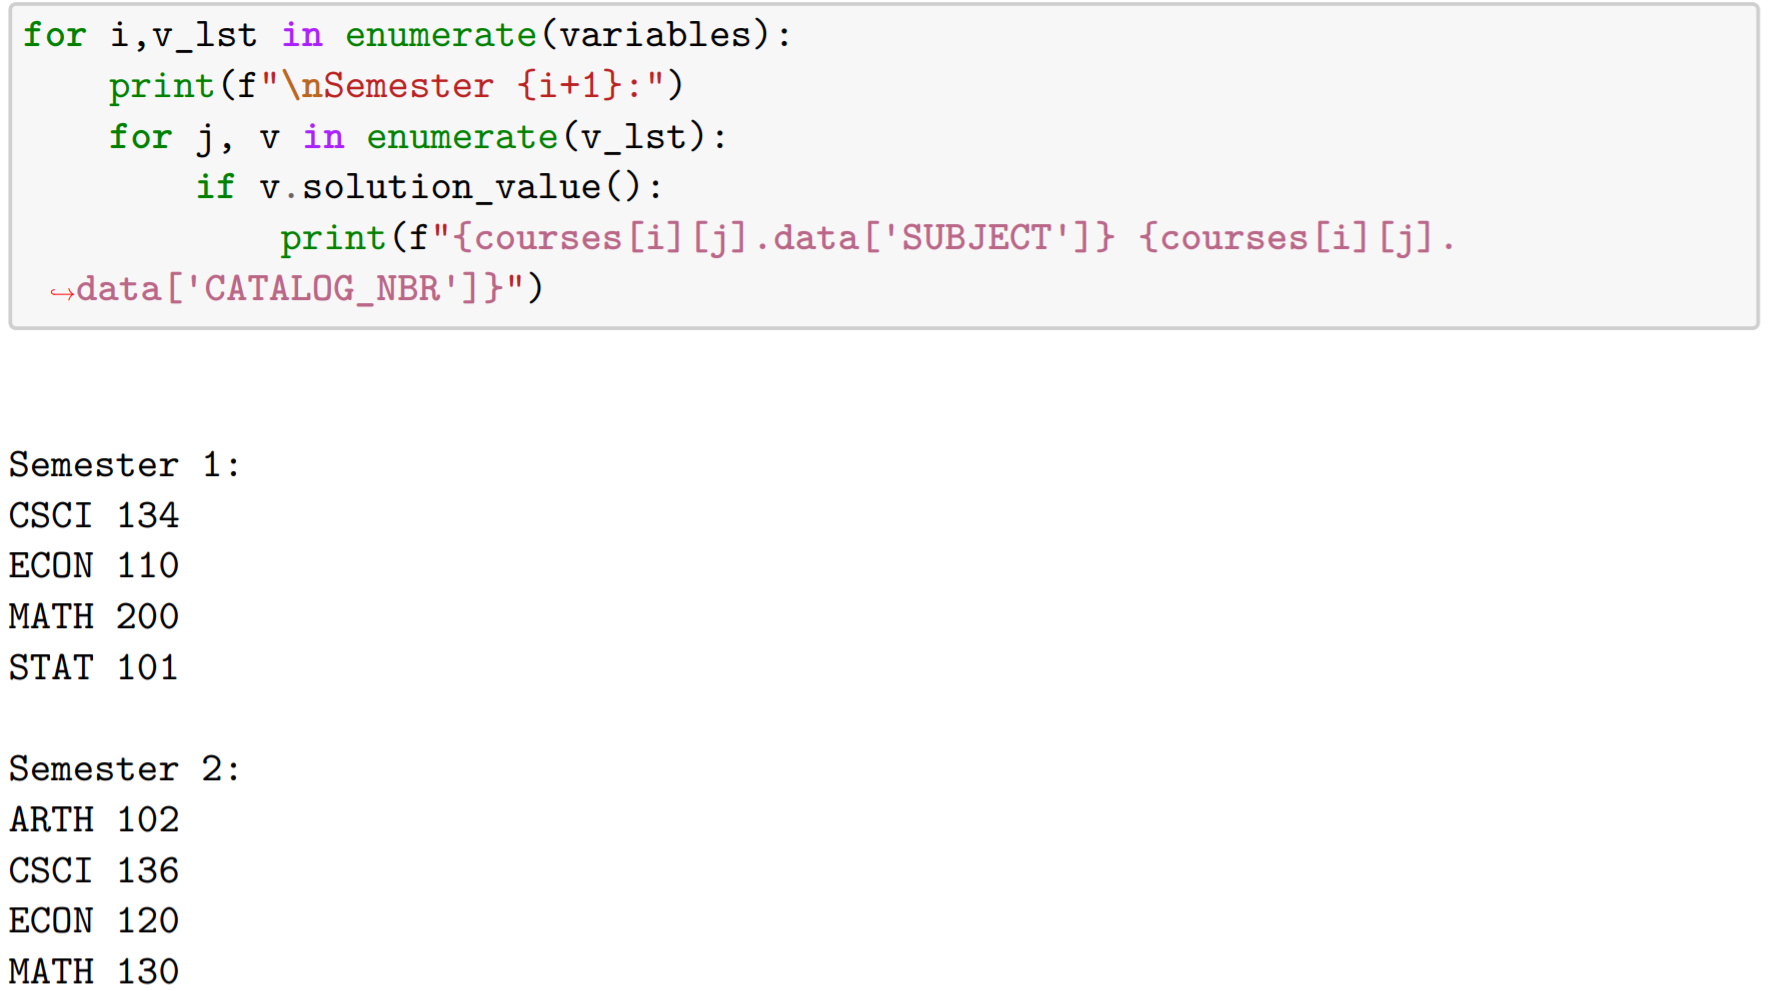 for i,v_lst in enumerate(variables):
    print(f"\nSemester {i+1}:")
    for j, v in enumerate(v_lst):
        if v.solution_value():
            print(f"{courses[i][j].data['SUBJECT']} {courses[i][j].
↪data['CATALOG_NBR']}")
Semester 1:
CSCI 134
ECON 110
MATH 200
STAT 101
Semester 2:
ARTH 102
CSCI 136
ECON 120
MATH 130